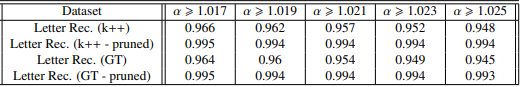 Dataset α ⩾ 1.017 α ⩾ 1.019 α ⩾ 1.021 α ⩾ 1.023 α ⩾ 1.025
Letter Rec. (k++) 0.966 0.962 0.957 0.952 0.948
Letter Rec. (k++ - pruned) 0.995 0.994 0.994 0.994 0.994
Letter Rec. (GT) 0.964 0.96 0.954 0.949 0.945
Letter Rec. (GT - pruned) 0.995 0.994 0.994 0.994 0.993